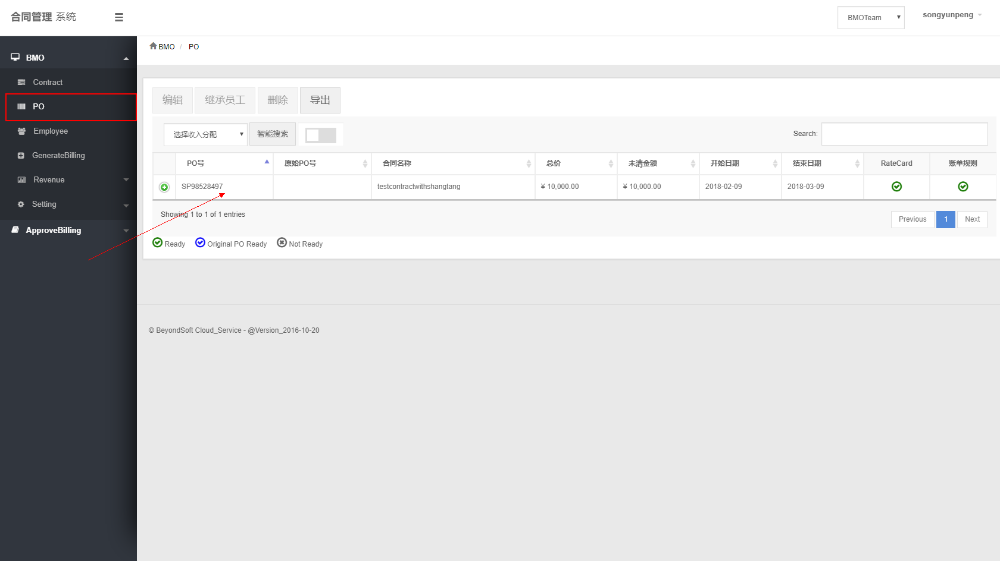 合同管理 系统
BMOTeam
songyunpeng
BMO
Contract
PO
Employee
GenerateBilling
Revenue
Setting
ApproveBilling
BMO / PO
编辑 继承员工 删除 导出
选择收入分配 智能搜索 Search:
PO号 原始PO号 合同名称 总价 未清金额 开始日期 结束日期 RateCard 账单规则
SP98528497 testcontractwithshangtang ¥ 10,000.00 ¥ 10,000.00 2018-02-09 2018-03-09
Showing 1 to 1 of 1 entries
Previous 1 Next
Ready Original PO Ready Not Ready
© BeyondSoft Cloud_Service - @Version_2016-10-20